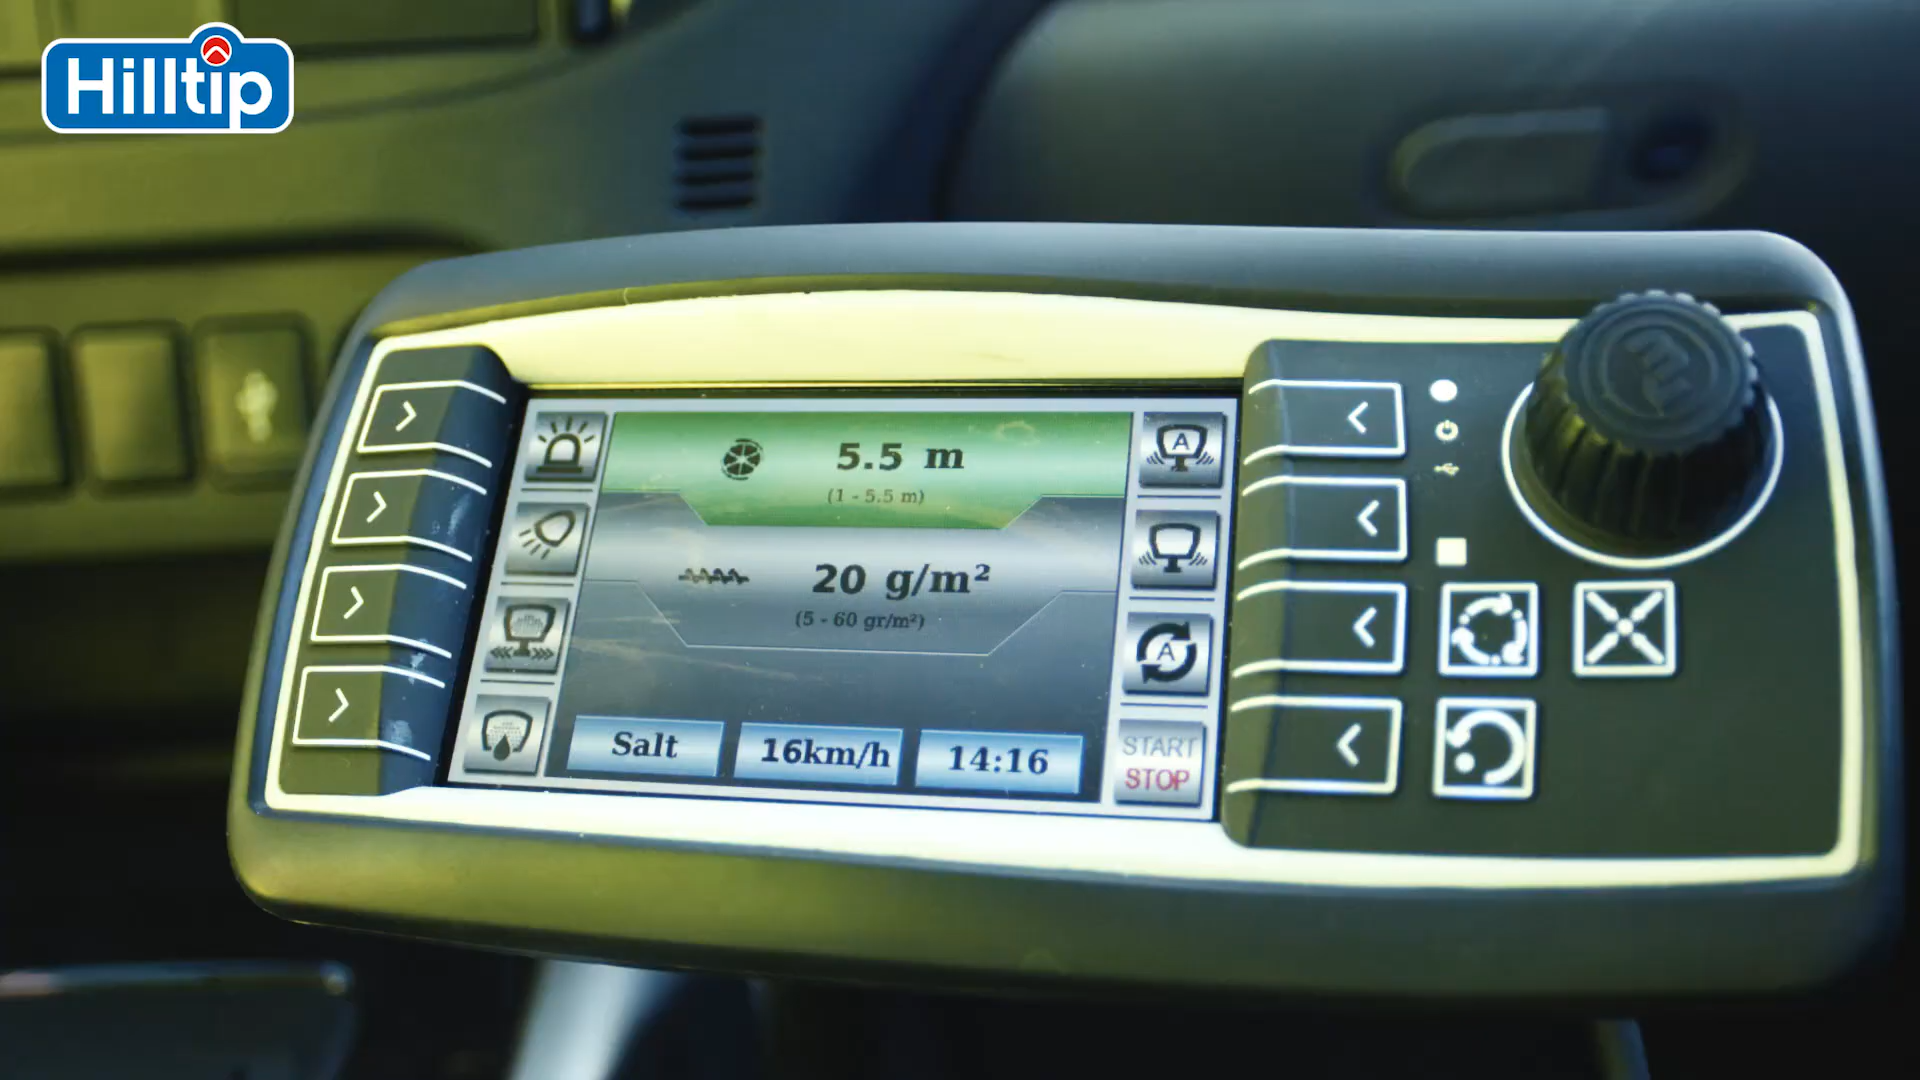 Hilltip
5.5 m
(1 - 5.5 m)
20 g/m²
(5 - 60 gr/m²)
Salt
16km/h
14:16
A
A
START
STOP